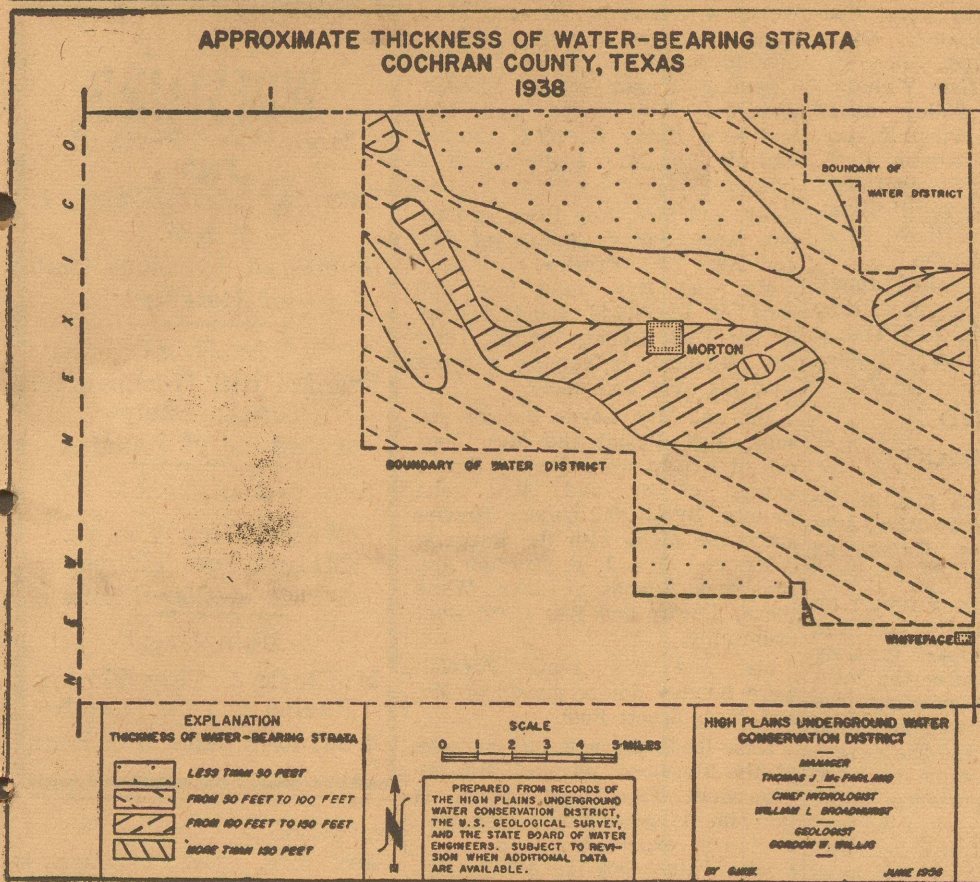 APPROXIMATE THICKNESS OF WATER-BEARING STRATA
COCHRAN COUNTY, TEXAS
1938
NEW MEXICO
BOUNDARY OF
WATER DISTRICT
MORTON
BOUNDARY OF WATER DISTRICT
WHITEFACE
EXPLANATION
THICKNESS OF WATER-BEARING STRATA
LESS THAN 50 FEET
FROM 50 FEET TO 100 FEET
FROM 100 FEET TO 150 FEET
MORE THAN 150 FEET
SCALE
0 1 2 3 4 5 MILES
N
PREPARED FROM RECORDS OF
THE HIGH PLAINS UNDERGROUND
WATER CONSERVATION DISTRICT,
THE U.S. GEOLOGICAL SURVEY,
AND THE STATE BOARD OF WATER
ENGINEERS. SUBJECT TO REVI-
SION WHEN ADDITIONAL DATA
ARE AVAILABLE.
HIGH PLAINS UNDERGROUND WATER
CONSERVATION DISTRICT
MANAGER
THOMAS J. McFARLAND
CHIEF HYDROLOGIST
WILLIAM L. BROADHURST
GEOLOGIST
GORDON W. WILLIS
BY
JUNE 1956